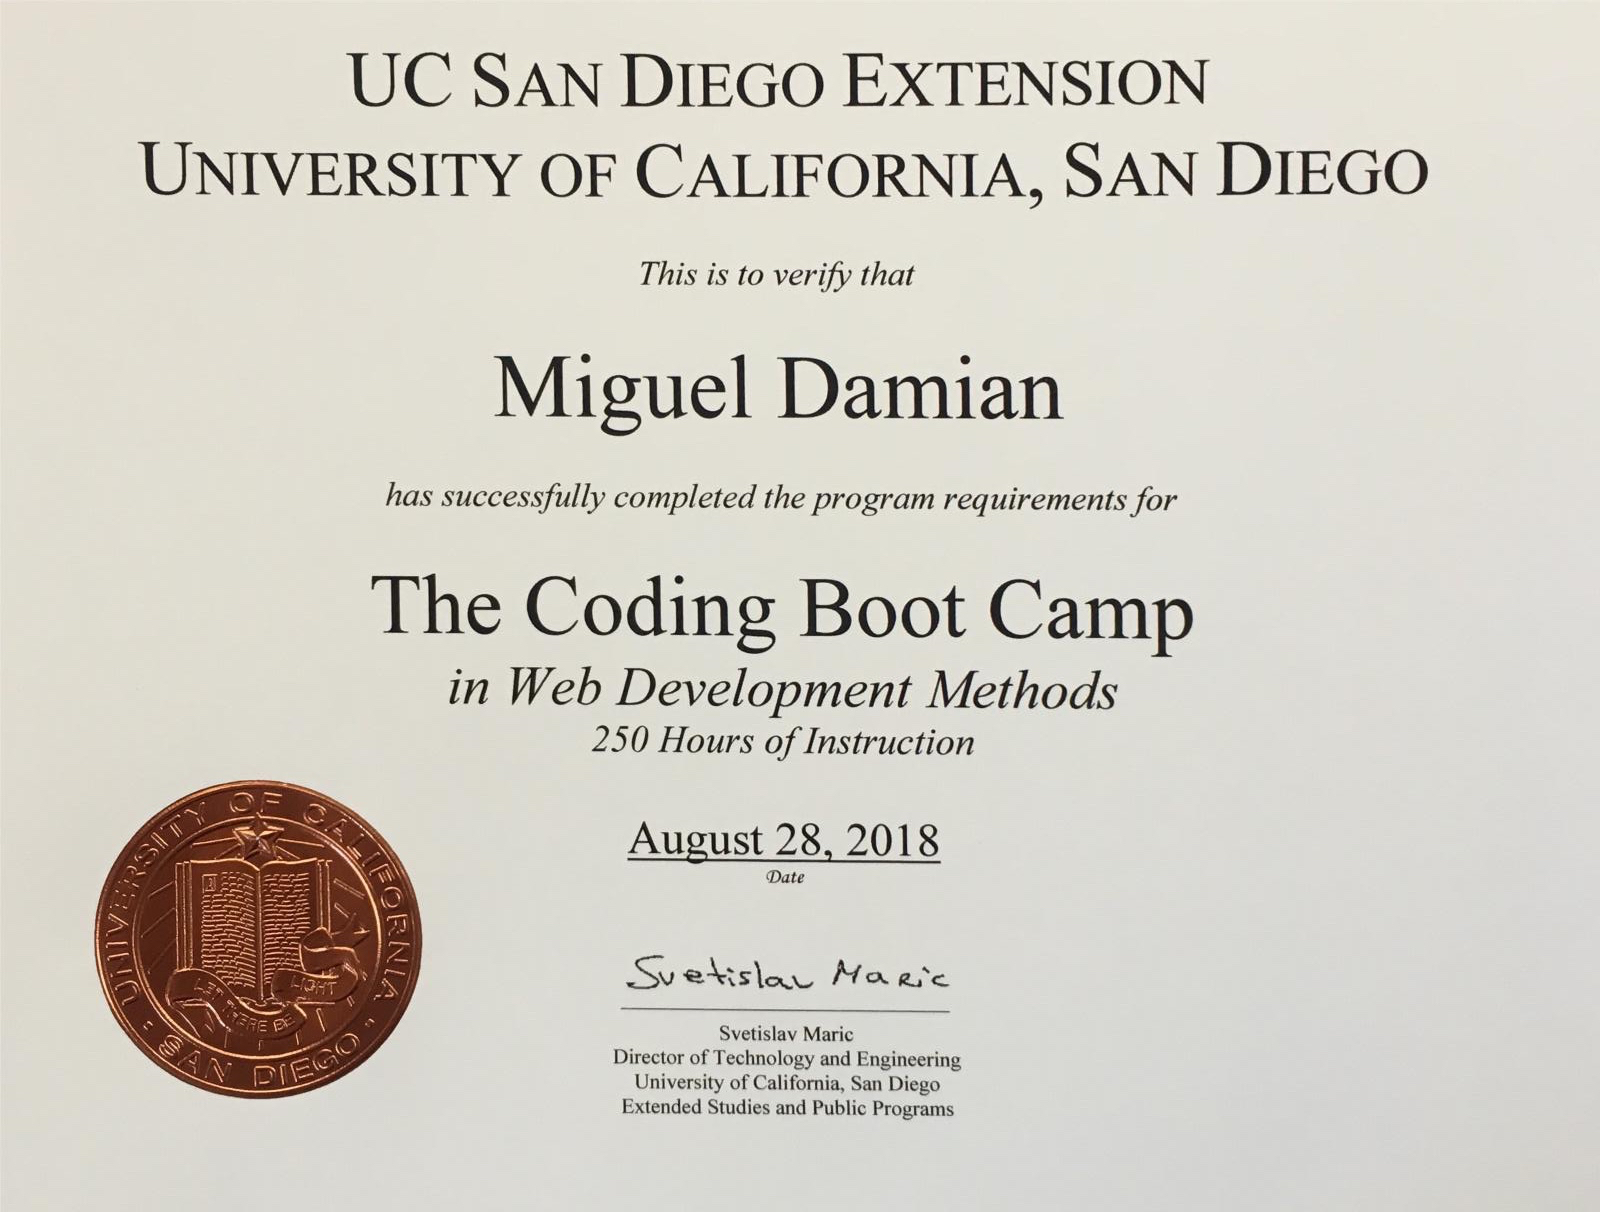 UC SAN DIEGO EXTENSION
UNIVERSITY OF CALIFORNIA, SAN DIEGO
This is to verify that
Miguel Damian
has successfully completed the program requirements for
The Coding Boot Camp
in Web Development Methods
250 Hours of Instruction
August 28, 2018
Date
Svetislav Maric
Svetislav Maric
Director of Technology and Engineering
University of California, San Diego
Extended Studies and Public Programs
UNIVERSITY OF CALIFORNIA
LET THERE BE LIGHT
SAN DIEGO